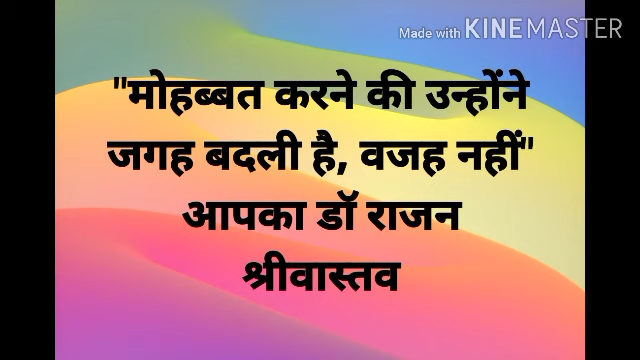 Made with KINEMASTER
"मोहब्बत करने की उन्होंने
जगह बदली है, वजह नहीं"
आपका डॉ राजन
श्रीवास्तव